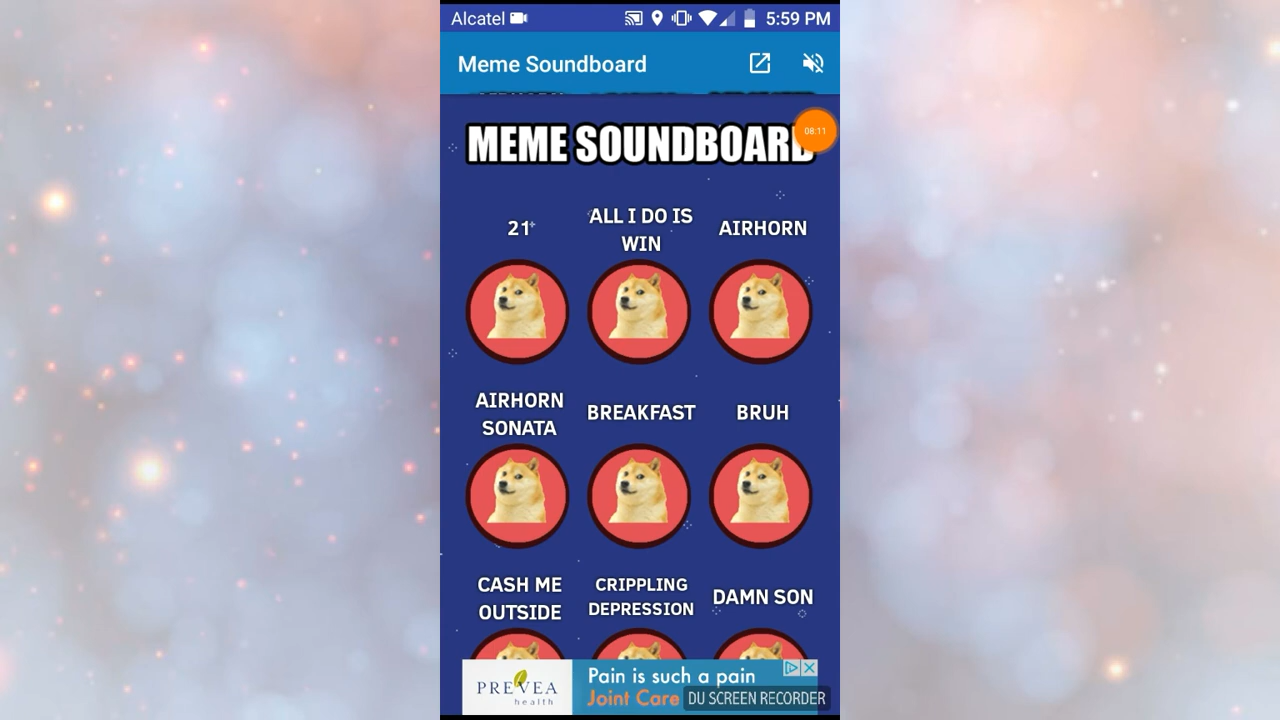 Alcatel 5:59 PM
Meme Soundboard
MEME SOUNDBOARD
08:11
21
ALL I DO IS
WIN
AIRHORN
AIRHORN
SONATA
BREAKFAST
BRUH
CASH ME
OUTSIDE
CRIPPLING
DEPRESSION
DAMN SON
PREVEA
health
Pain is such a pain
Joint Care
DU SCREEN RECORDER